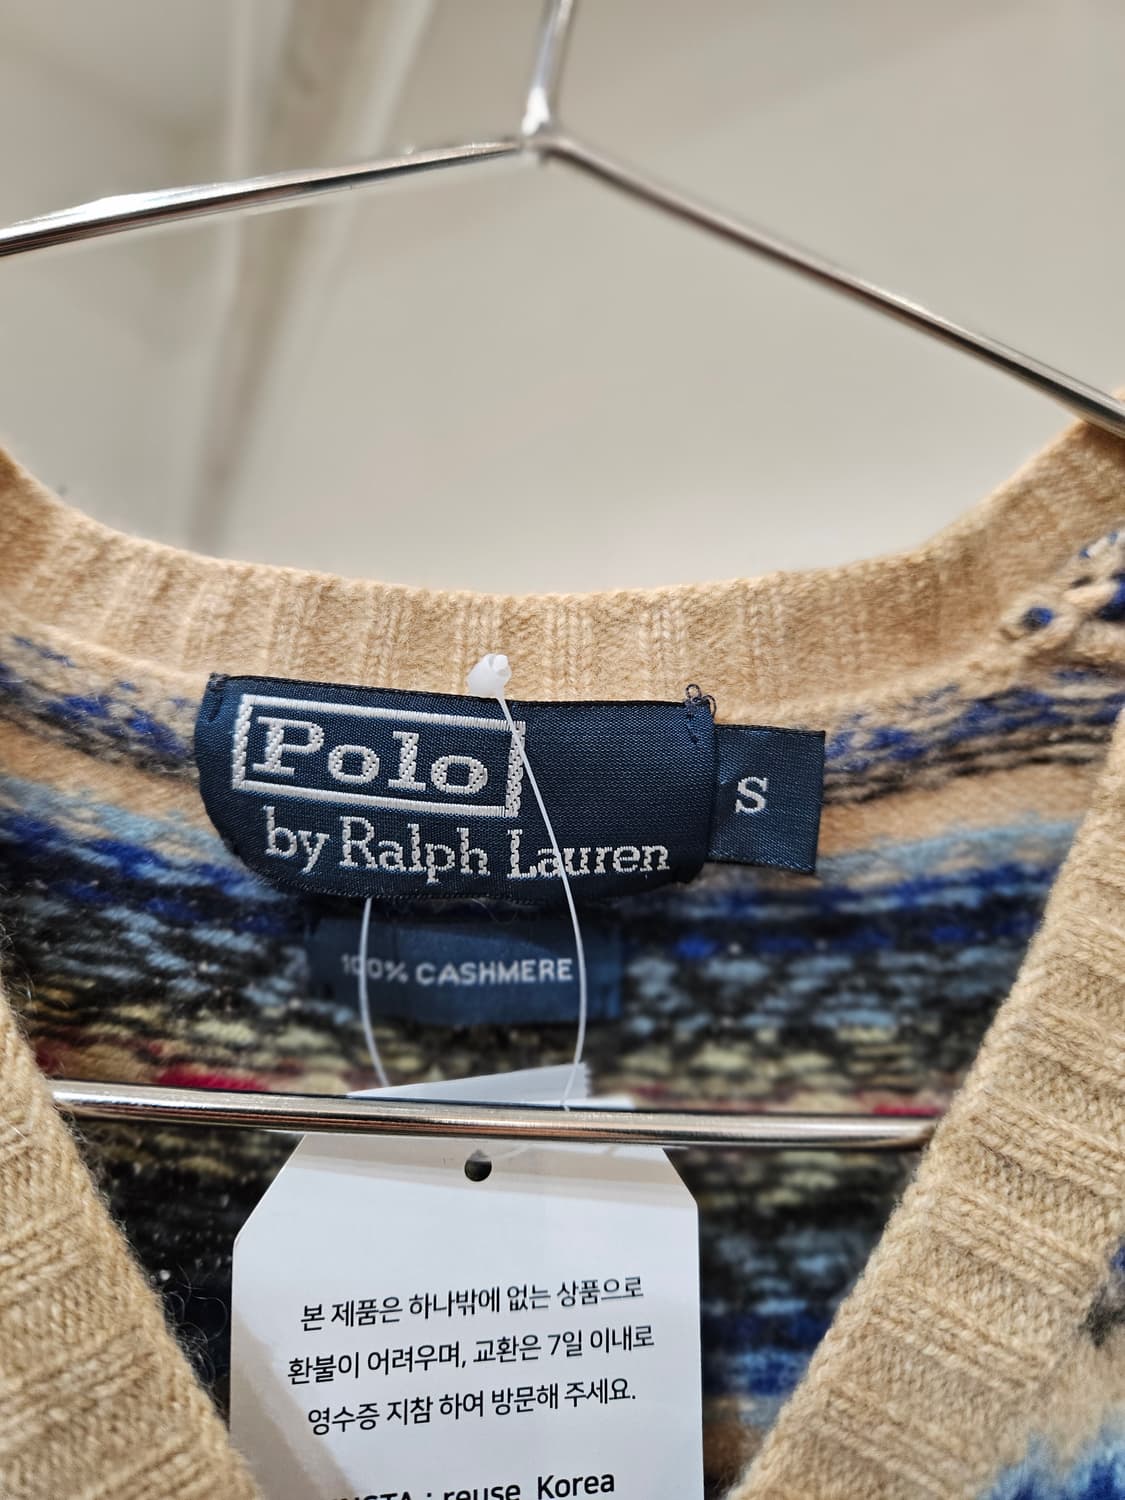 Polo
by Ralph Lauren
S
100% CASHMERE
본 제품은 하나밖에 없는 상품으로
환불이 어려우며, 교환은 7일 이내로
영수증 지참 하여 방문해 주세요.
INSTA : reuse_Korea